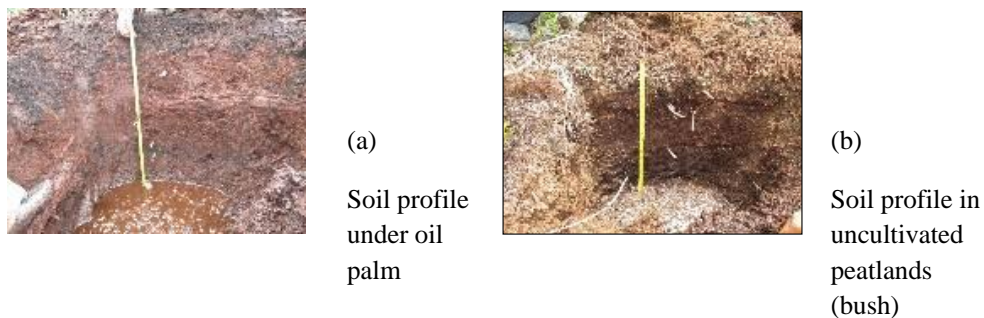 (a)
Soil profile
under oil
palm
(b)
Soil profile in
uncultivated
peatlands
(bush)